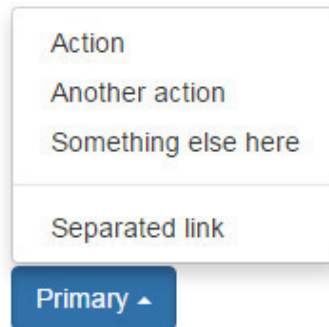 Action
Another action
Something else here
Separated link
Primary